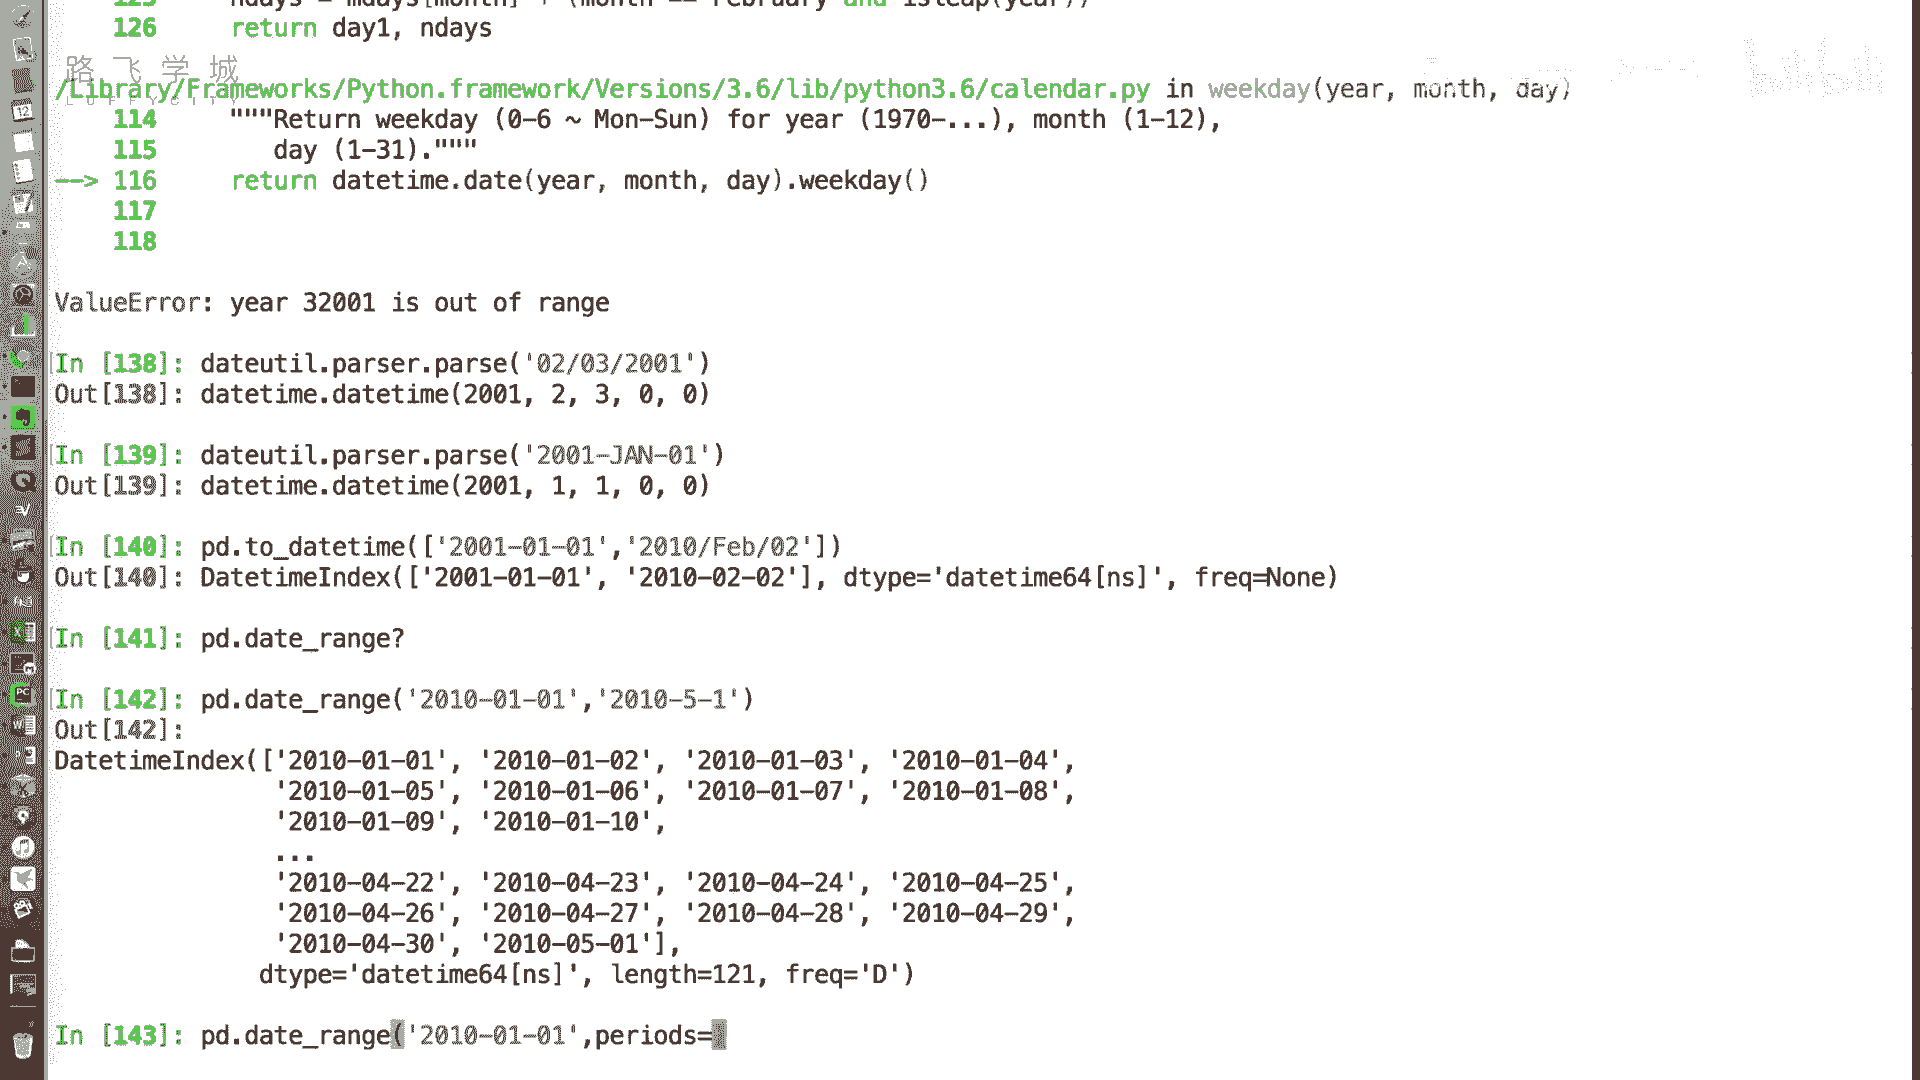 126     return day1, ndays
路飞学城
/Library/Frameworks/Python.framework/Versions/3.6/lib/python3.6/calendar.py in weekday(year, month, day)
114     """Return weekday (0-6 ~ Mon-Sun) for year (1970-...), month (1-12),
115        day (1-31)."""
--> 116     return datetime.date(year, month, day).weekday()
117
118
ValueError: year 32001 is out of range
In [138]: dateutil.parser.parse('02/03/2001')
Out[138]: datetime.datetime(2001, 2, 3, 0, 0)
In [139]: dateutil.parser.parse('2001-JAN-01')
Out[139]: datetime.datetime(2001, 1, 1, 0, 0)
In [140]: pd.to_datetime(['2001-01-01','2010/Feb/02'])
Out[140]: DatetimeIndex(['2001-01-01', '2010-02-02'], dtype='datetime64[ns]', freq=None)
In [141]: pd.date_range?
In [142]: pd.date_range('2010-01-01','2010-5-1')
Out[142]:
DatetimeIndex(['2010-01-01', '2010-01-02', '2010-01-03', '2010-01-04',
'2010-01-05', '2010-01-06', '2010-01-07', '2010-01-08',
'2010-01-09', '2010-01-10',
...
'2010-04-22', '2010-04-23', '2010-04-24', '2010-04-25',
'2010-04-26', '2010-04-27', '2010-04-28', '2010-04-29',
'2010-04-30', '2010-05-01'],
dtype='datetime64[ns]', length=121, freq='D')
In [143]: pd.date_range('2010-01-01',periods=